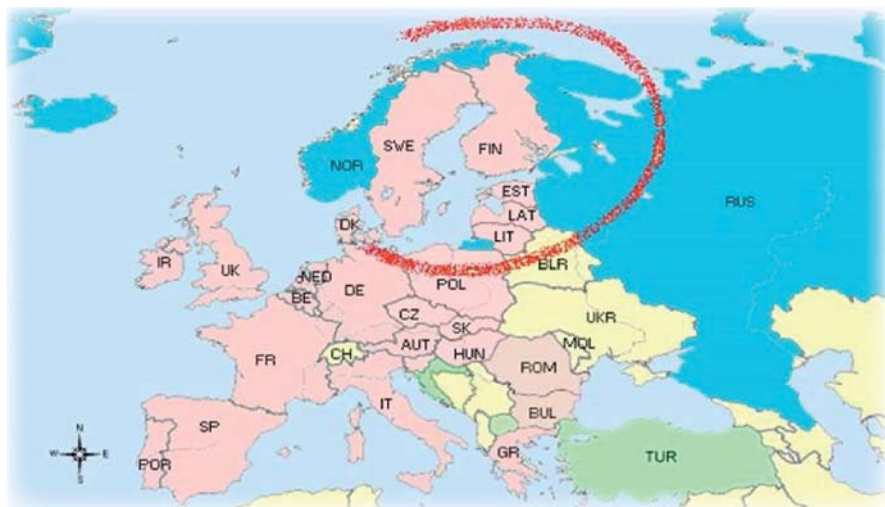 SWE
FIN
NOR
EST
RUS
LAT
DK
LIT
IR
UK
NED
BE
DE
POL
BLR
CZ
UKR
SK
AUT
MOL
FR
CH
HUN
ROM
IT
SP
BUL
POR
GR
TUR
N
W
E
S